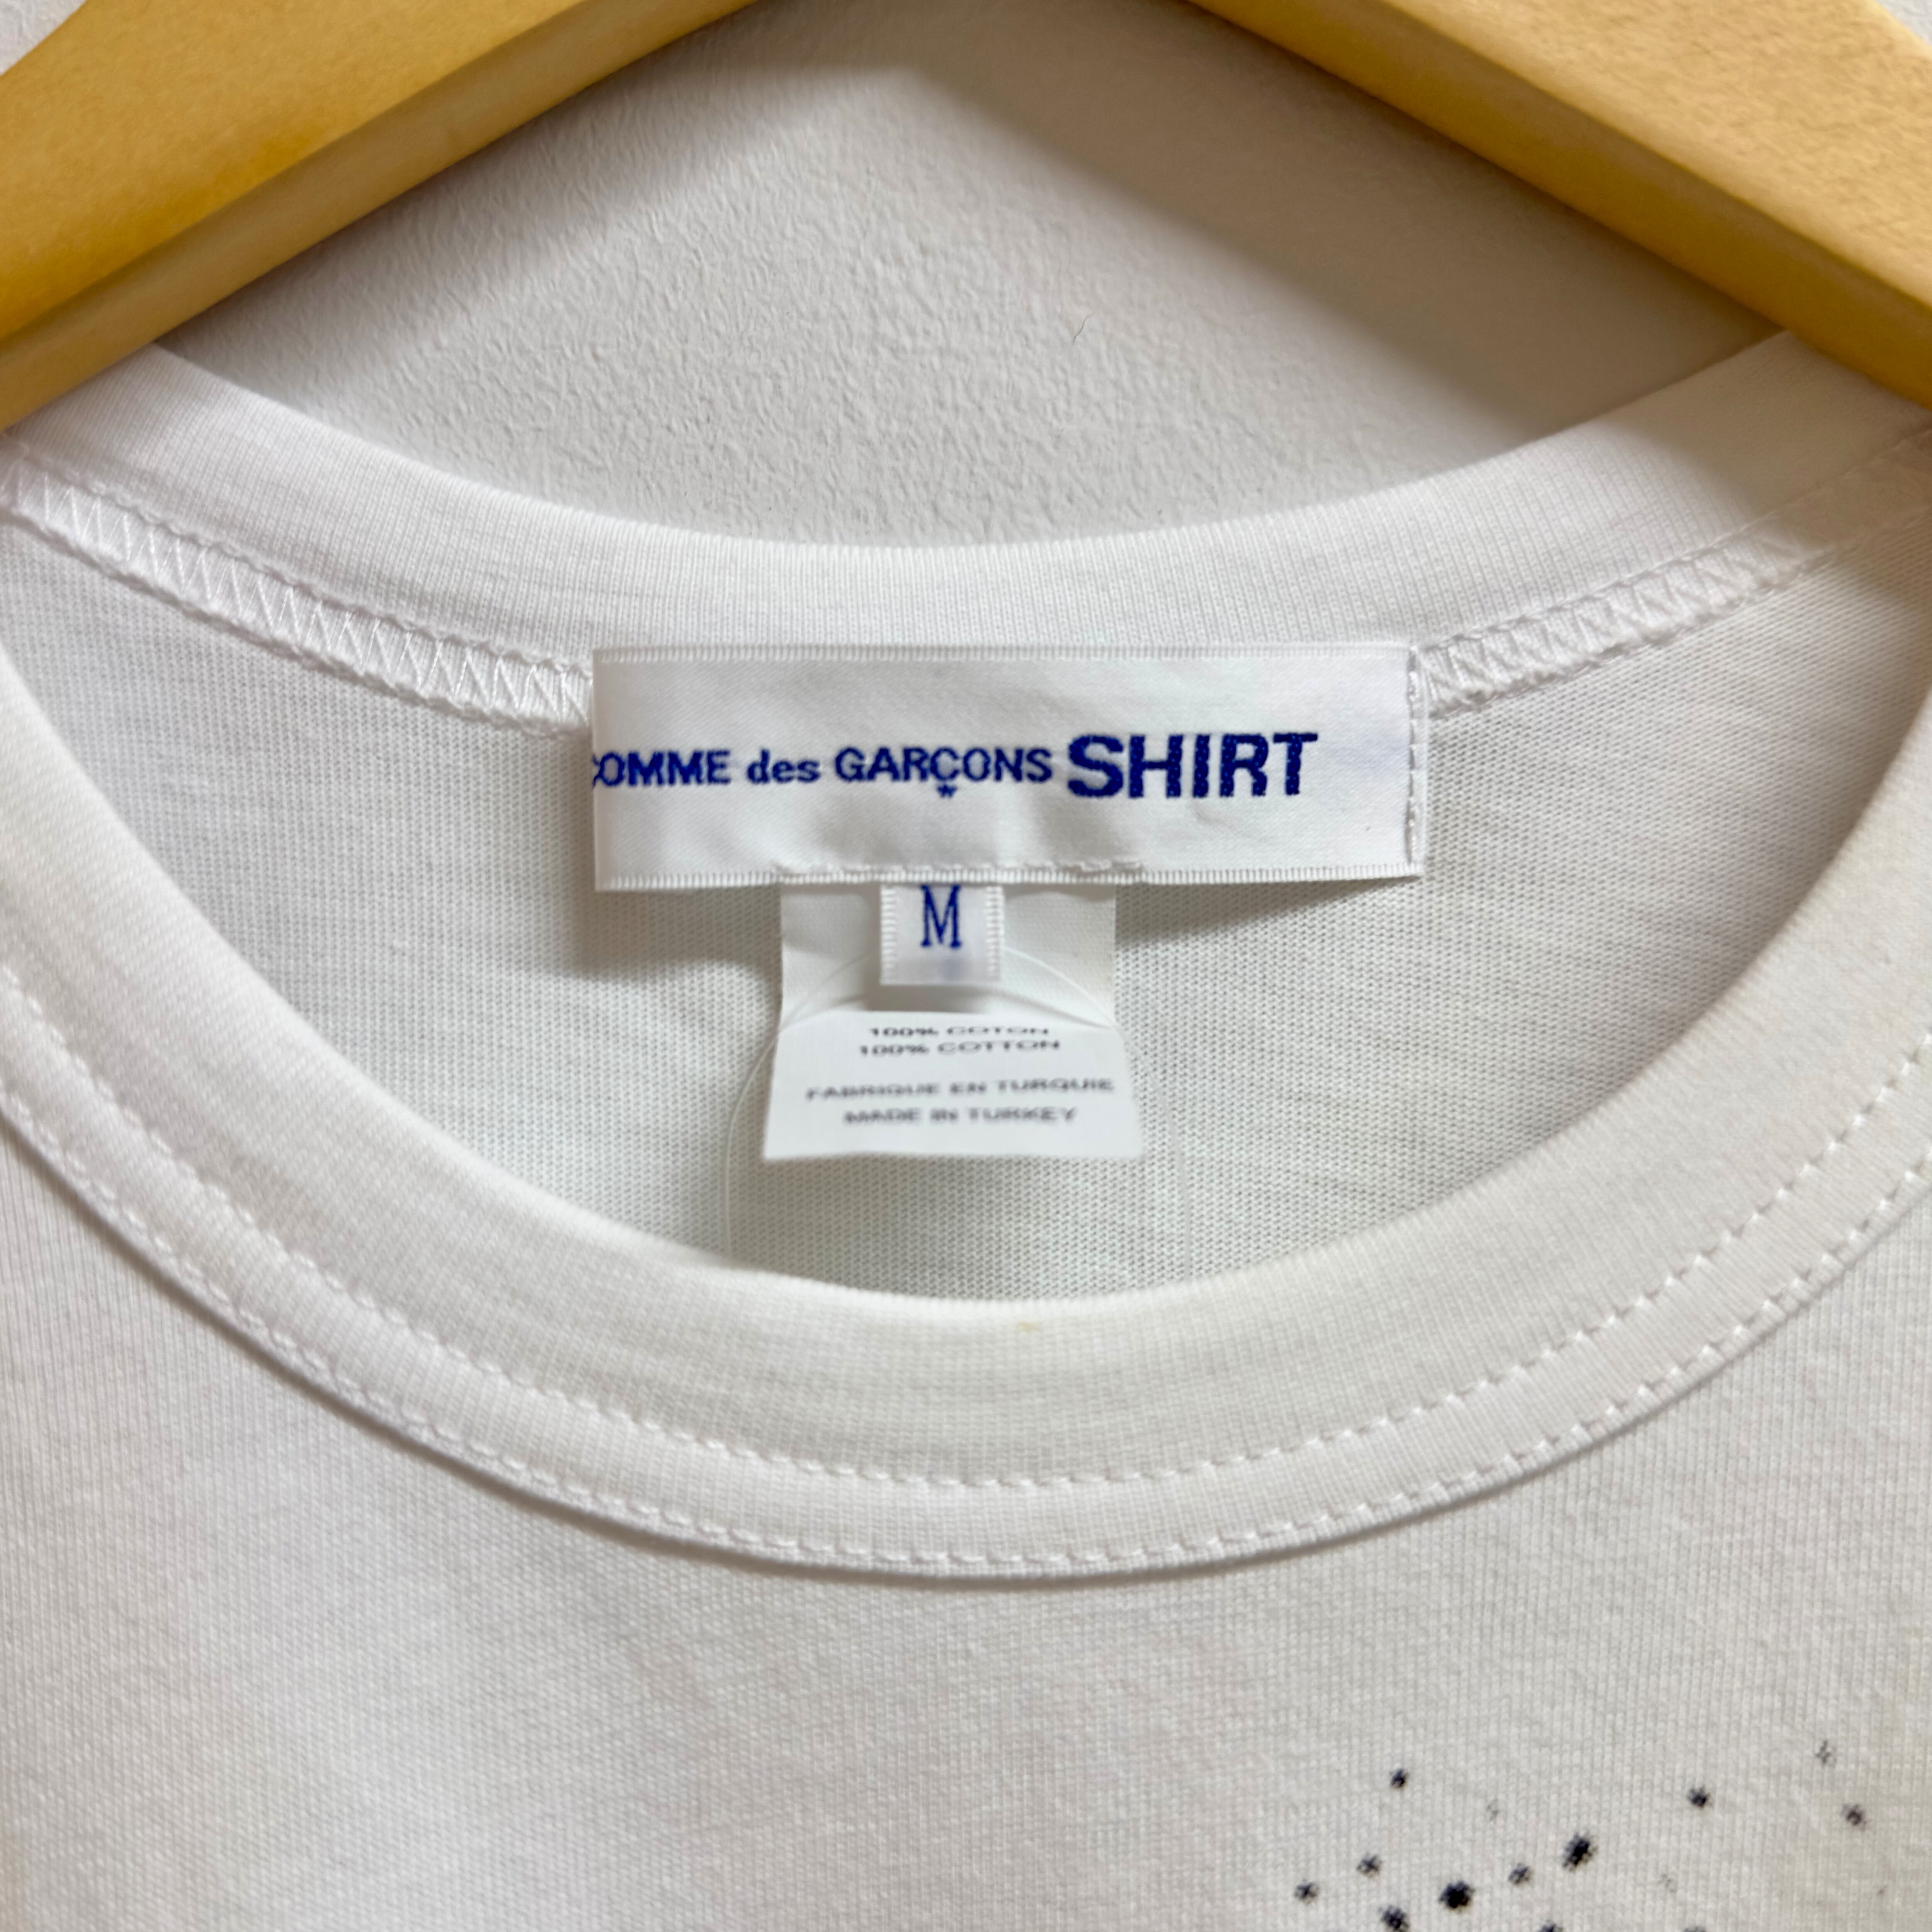 COMME des GARÇONS SHIRT
M
100% COTON
100% COTTON
FABRIQUE EN TURQUIE
MADE IN TURKEY